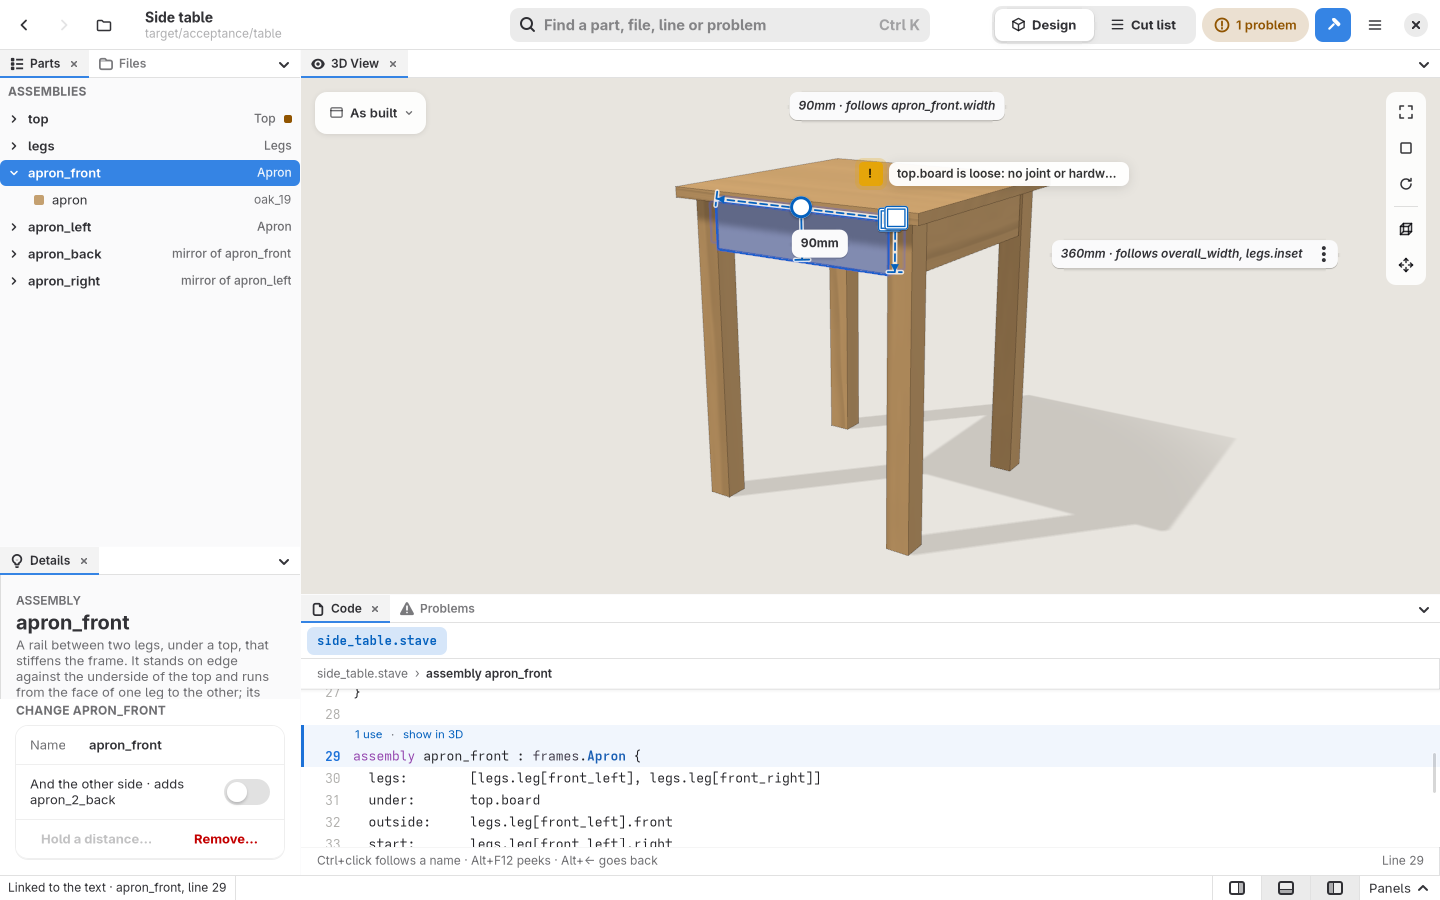 Side table
target/acceptance/table
Find a part, file, line or problem
Ctrl K
Design
Cut list
1 problem
Parts
Files
3D View
ASSEMBLIES
top
Top
legs
Legs
apron_front
Apron
apron
oak_19
apron_left
Apron
apron_back
mirror of apron_front
apron_right
mirror of apron_left
As built
90mm · follows apron_front.width
! top.board is loose: no joint or hardw...
90mm
360mm · follows overall_width, legs.inset
Details
ASSEMBLY
apron_front
A rail between two legs, under a top, that
stiffens the frame. It stands on edge
against the underside of the top and runs
from the face of one leg to the other; its
CHANGE APRON_FRONT
Name apron_front
And the other side · adds
apron_2_back
Hold a distance...
Remove...
Code
Problems
side_table.stave
side_table.stave › assembly apron_front
27 }
28
1 use · show in 3D
29 assembly apron_front : frames.Apron {
30 legs: [legs.leg[front_left], legs.leg[front_right]]
31 under: top.board
32 outside: legs.leg[front_left].front
33 start: legs.leg[front_left].right
Ctrl+click follows a name · Alt+F12 peeks · Alt+← goes back
Line 29
Linked to the text · apron_front, line 29
Panels